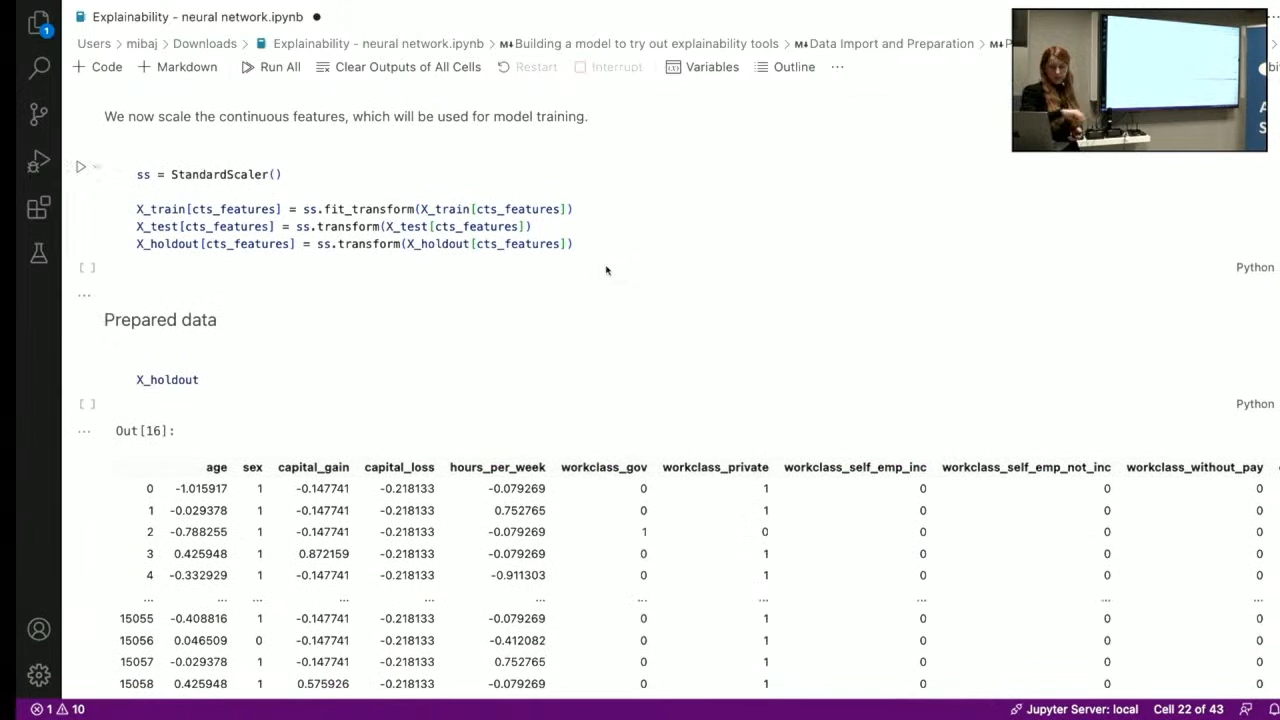 Explainability - neural network.ipynb ●
1
Users > mibaj > Downloads > Explainability - neural network.ipynb > M↓Building a model to try out explainability tools > M↓Data Import and Preparation > M↓
+ Code + Markdown Run All Clear Outputs of All Cells Restart Interrupt Variables Outline ...
We now scale the continuous features, which will be used for model training.
ss = StandardScaler()
X_train[cts_features] = ss.fit_transform(X_train[cts_features])
X_test[cts_features] = ss.transform(X_test[cts_features])
X_holdout[cts_features] = ss.transform(X_holdout[cts_features])
[ ] Python
...
Prepared data
X_holdout
[ ] Python
... Out[16]:
age sex capital_gain capital_loss hours_per_week workclass_gov workclass_private workclass_self_emp_inc workclass_self_emp_not_inc workclass_without_pay
0 -1.015917 1 -0.147741 -0.218133 -0.079269 0 1 0 0 0
1 -0.029378 1 -0.147741 -0.218133 0.752765 0 1 0 0 0
2 -0.788255 1 -0.147741 -0.218133 -0.079269 1 0 0 0 0
3 0.425948 1 0.872159 -0.218133 -0.079269 0 1 0 0 0
4 -0.332929 1 -0.147741 -0.218133 -0.911303 0 1 0 0 0
... ... ... ... ... ... ... ... ... ... ...
15055 -0.408816 1 -0.147741 -0.218133 -0.079269 0 1 0 0 0
15056 0.046509 0 -0.147741 -0.218133 -0.412082 0 1 0 0 0
15057 -0.029378 1 -0.147741 -0.218133 0.752765 0 1 0 0 0
15058 0.425948 1 0.575926 -0.218133 -0.079269 0 1 0 0 0
1 10 Jupyter Server: local Cell 22 of 43